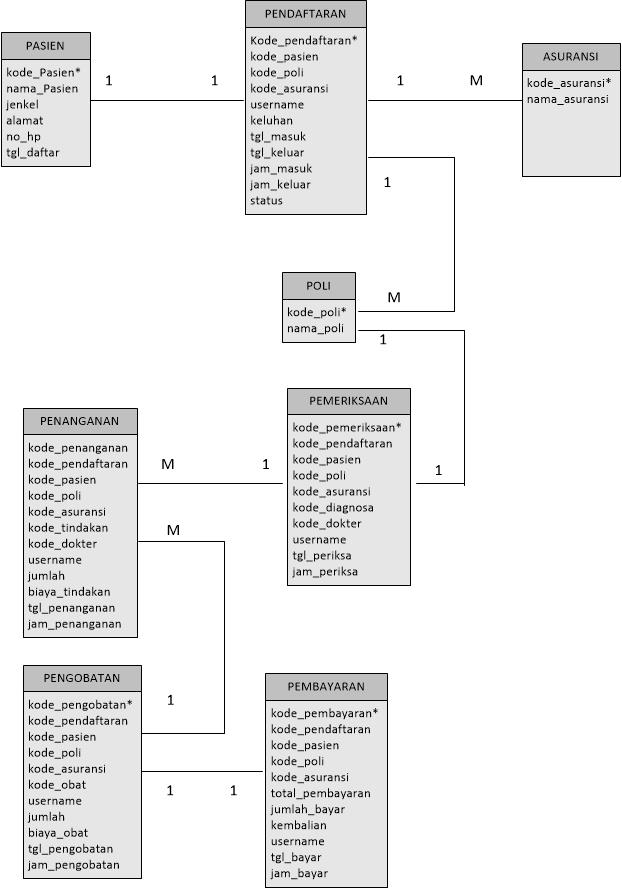 PENDAFTARAN
Kode_pendaftaran*
kode_pasien
kode_poli
kode_asuransi
username
keluhan
tgl_masuk
tgl_keluar
jam_masuk
jam_keluar
status
PASIEN
kode_Pasien*
nama_Pasien
jenkel
alamat
no_hp
tgl_daftar
1
1
1
M
ASURANSI
kode_asuransi*
nama_asuransi
1
M
POLI
kode_poli*
nama_poli
1
1
PEMERIKSAAN
kode_pemeriksaan*
kode_pendaftaran
kode_pasien
kode_poli
kode_asuransi
kode_diagnosa
kode_dokter
username
tgl_periksa
jam_periksa
PENANGANAN
kode_penanganan
kode_pendaftaran
kode_pasien
kode_poli
kode_asuransi
kode_tindakan
kode_dokter
username
jumlah
biaya_tindakan
tgl_penanganan
jam_penanganan
M
1
M
1
PENGOBATAN
kode_pengobatan*
kode_pendaftaran
kode_pasien
kode_poli
kode_asuransi
kode_obat
username
jumlah
biaya_obat
tgl_pengobatan
jam_pengobatan
1
1
PEMBAYARAN
kode_pembayaran*
kode_pendaftaran
kode_pasien
kode_poli
kode_asuransi
total_pembayaran
jumlah_bayar
kembalian
username
tgl_bayar
jam_bayar